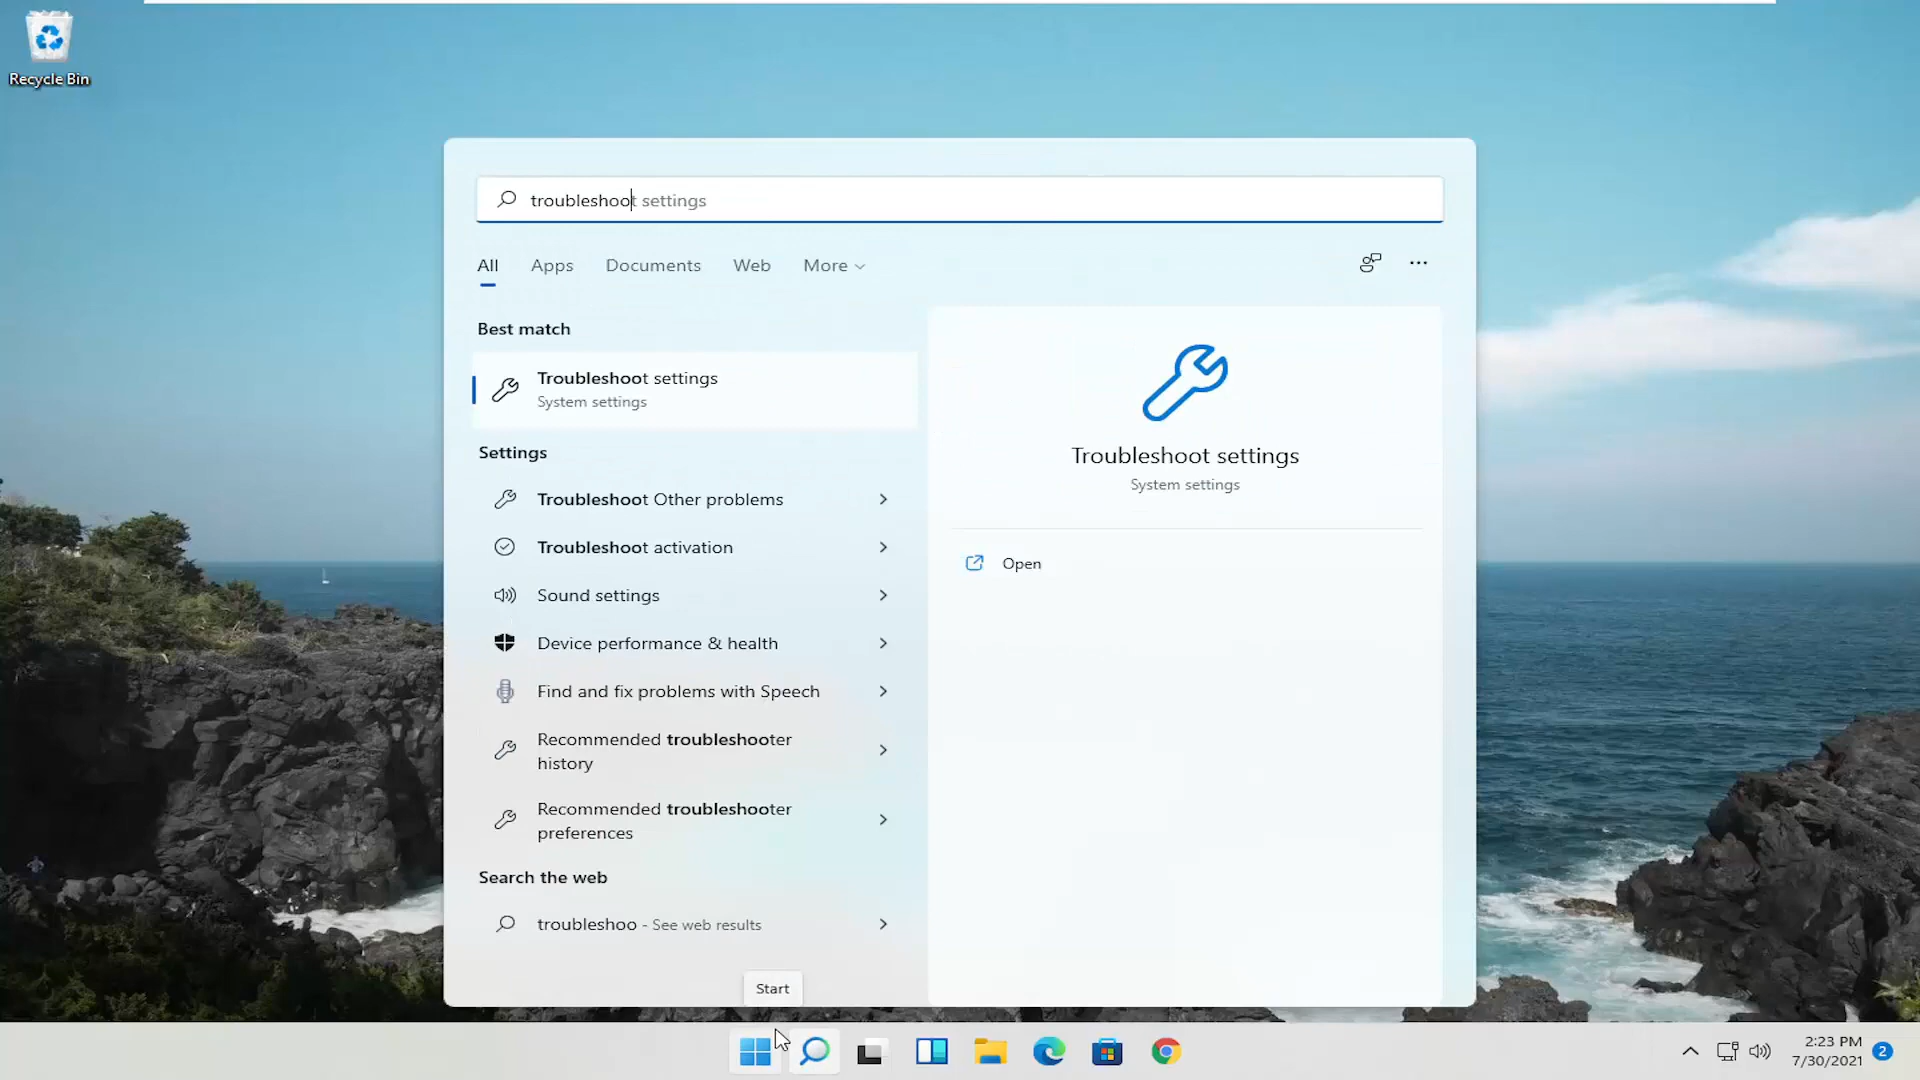 Recycle Bin
troubleshoot settings
All Apps Documents Web More
Best match
Troubleshoot settings
System settings
Settings
Troubleshoot Other problems
Troubleshoot activation
Sound settings
Device performance & health
Find and fix problems with Speech
Recommended troubleshooter
history
Recommended troubleshooter
preferences
Search the web
troubleshoo - See web results
Troubleshoot settings
System settings
Open
Start
2:23 PM
7/30/2021
2